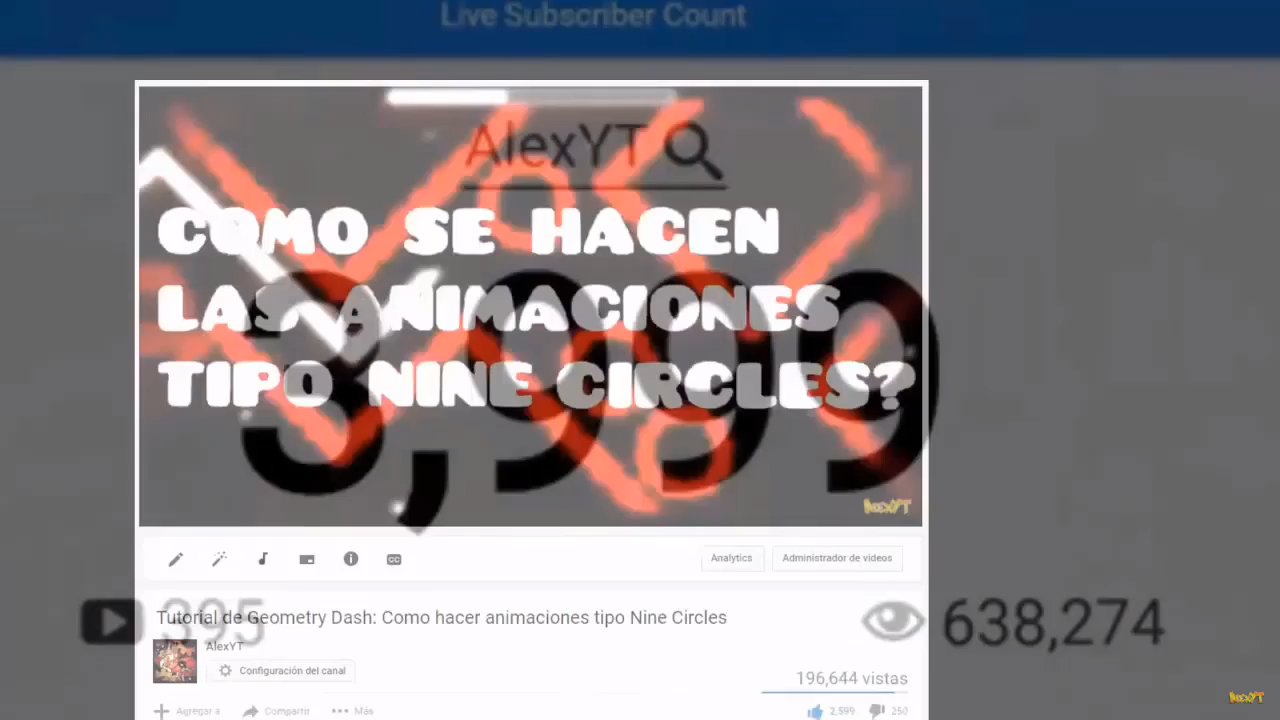 Live Subscriber Count
AlexYT
COMO SE HACEN
LAS ANIMACIONES
TIPO NINE CIRCLES?
3,999
AlexYT
Analytics
Administrador de vídeos
Tutorial de Geometry Dash: Como hacer animaciones tipo Nine Circles
395
638,274
AlexYT
Configuración del canal
196,644 vistas
Agregar a
Compartir
Más
2,599
250
AlexYT